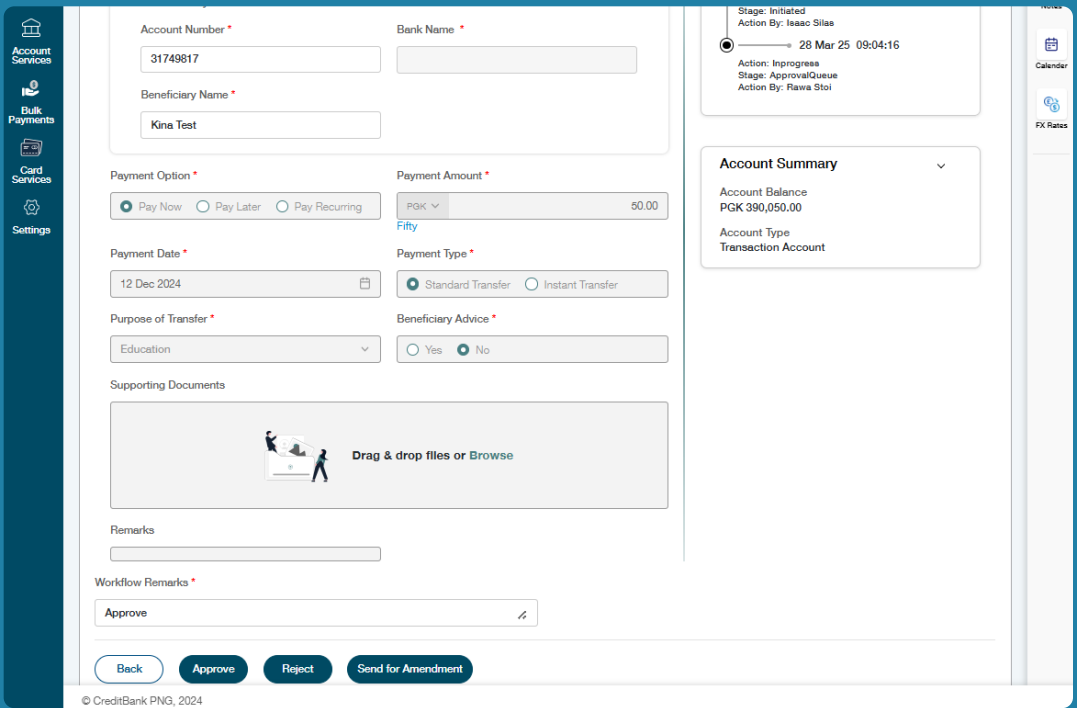 Account
Services
Bulk
Payments
Card
Services
Settings
Account Number *
Bank Name *
31749817
Beneficiary Name *
Kina Test
Payment Option *
Payment Amount *
Pay Now
Pay Later
Pay Recurring
PGK
50.00
Fifty
Payment Date *
Payment Type *
12 Dec 2024
Standard Transfer
Instant Transfer
Purpose of Transfer *
Beneficiary Advice *
Education
Yes
No
Supporting Documents
Drag & drop files or Browse
Remarks
Workflow Remarks *
Approve
Back
Approve
Reject
Send for Amendment
© CreditBank PNG, 2024
Stage: Initiated
Action By: Isaac Silas
28 Mar 25 09:04:16
Action: Inprogress
Stage: ApprovalQueue
Action By: Rawa Stoi
Account Summary
Account Balance
PGK 390,050.00
Account Type
Transaction Account
Notes
Calender
FX Rates